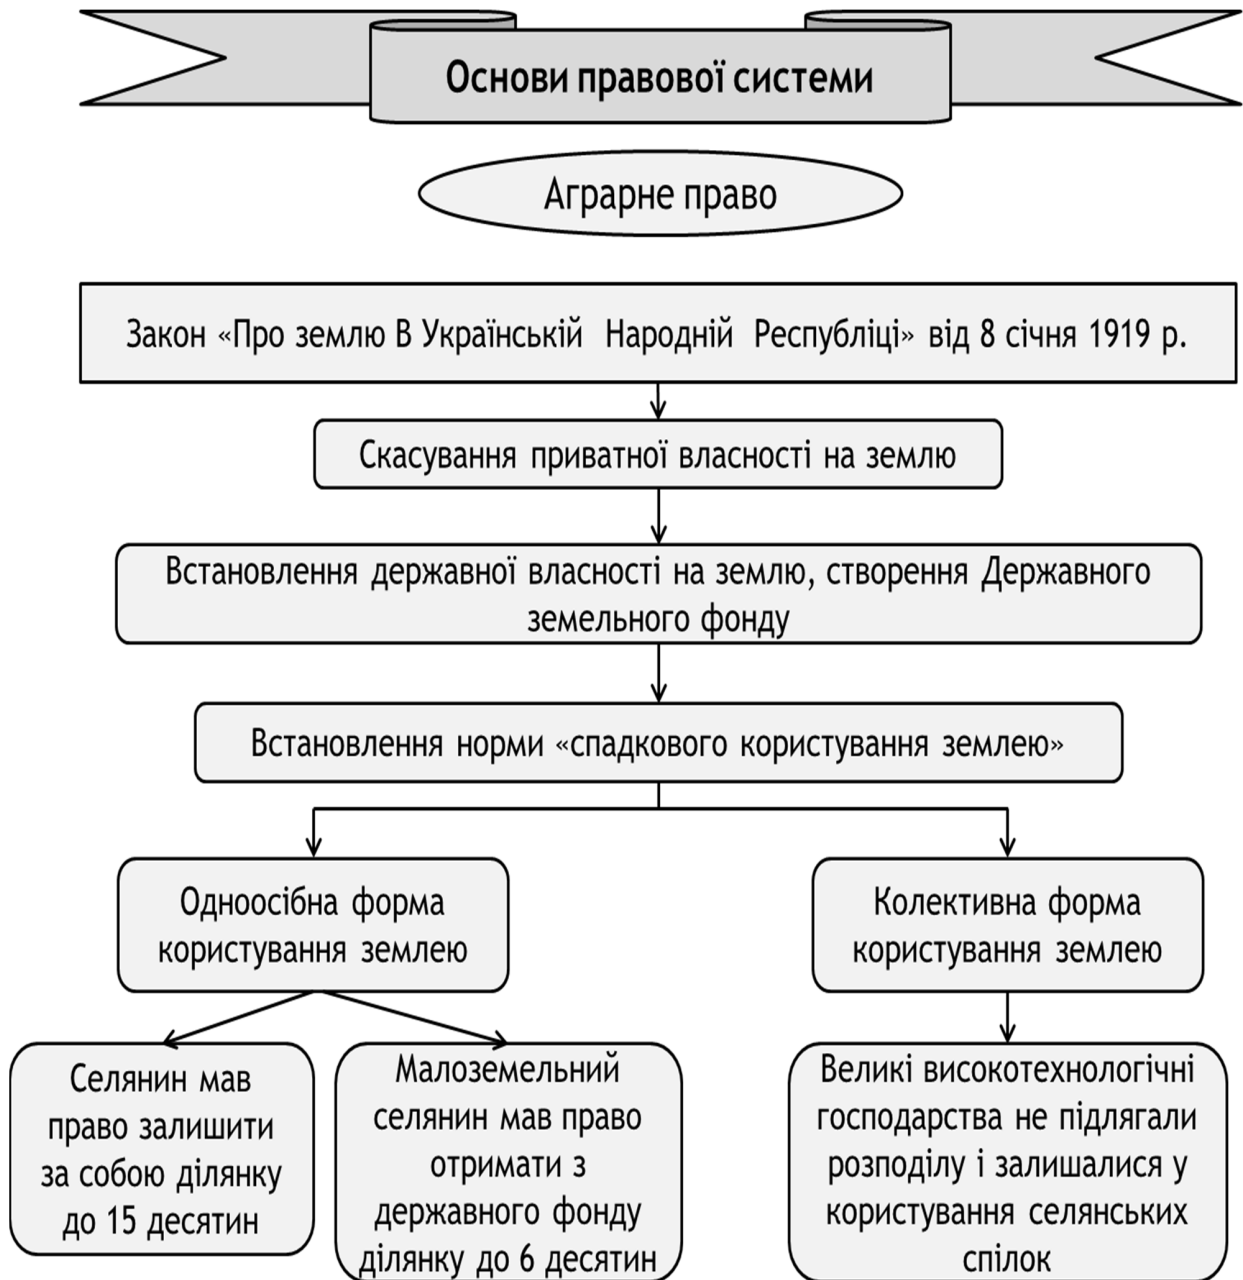 Основи правової системи
Аграрне право
Закон «Про землю В Українській Народній Республіці» від 8 січня 1919 р.
Скасування приватної власності на землю
Встановлення державної власності на землю, створення Державного
земельного фонду
Встановлення норми «спадкового користування землею»
Одноосібна форма
користування землею
Колективна форма
користування землею
Селянин мав
право залишити
за собою ділянку
до 15 десятин
Малоземельний
селянин мав право
отримати з
державного фонду
ділянку до 6 десятин
Великі високотехнологічні
господарства не підлягали
розподілу і залишалися у
користування селянських
спілок